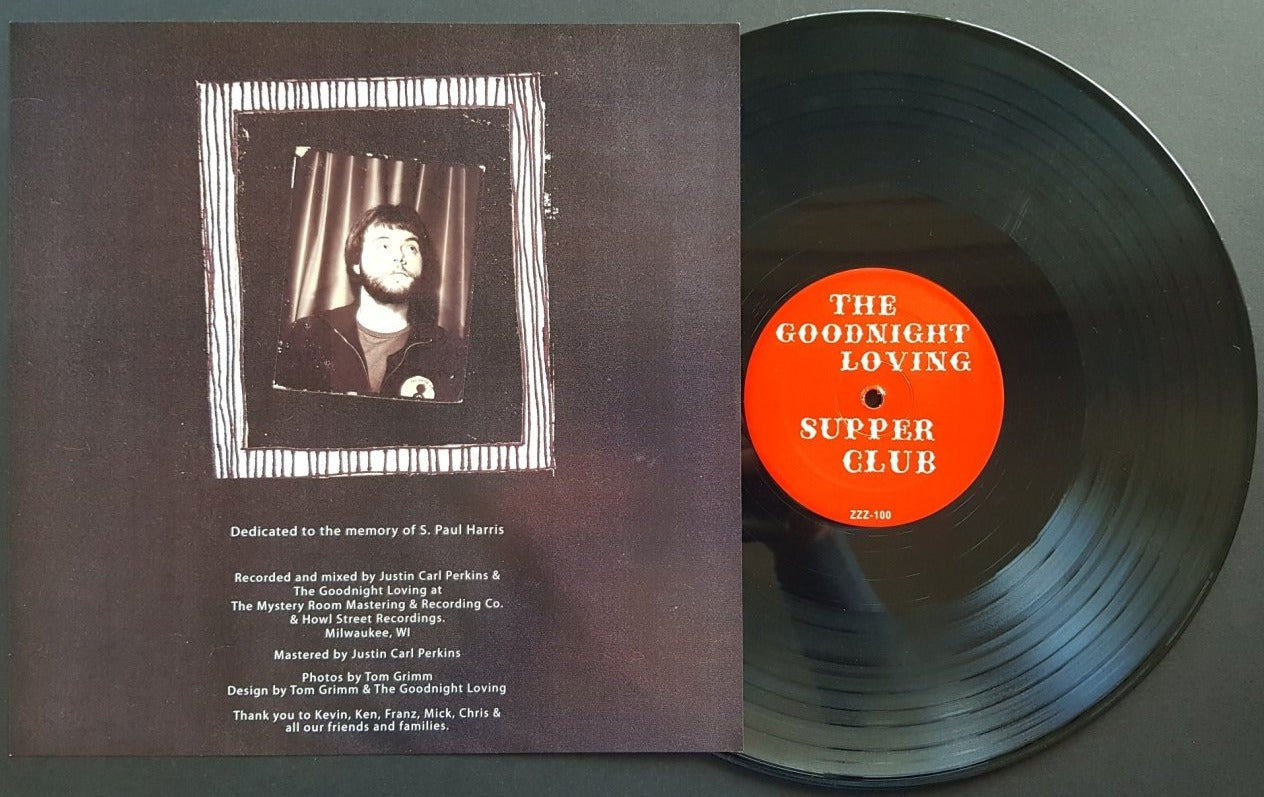 Dedicated to the memory of S. Paul Harris
Recorded and mixed by Justin Carl Perkins &
The Goodnight Loving at
The Mystery Room Mastering & Recording Co.
& Howl Street Recordings.
Milwaukee, WI
Mastered by Justin Carl Perkins
Photos by Tom Grimm
Design by Tom Grimm & The Goodnight Loving
Thank you to Kevin, Ken, Franz, Mick, Chris &
all our friends and families.
THE
GOODNIGHT
LOVING
SUPPER
CLUB
ZZZ-100